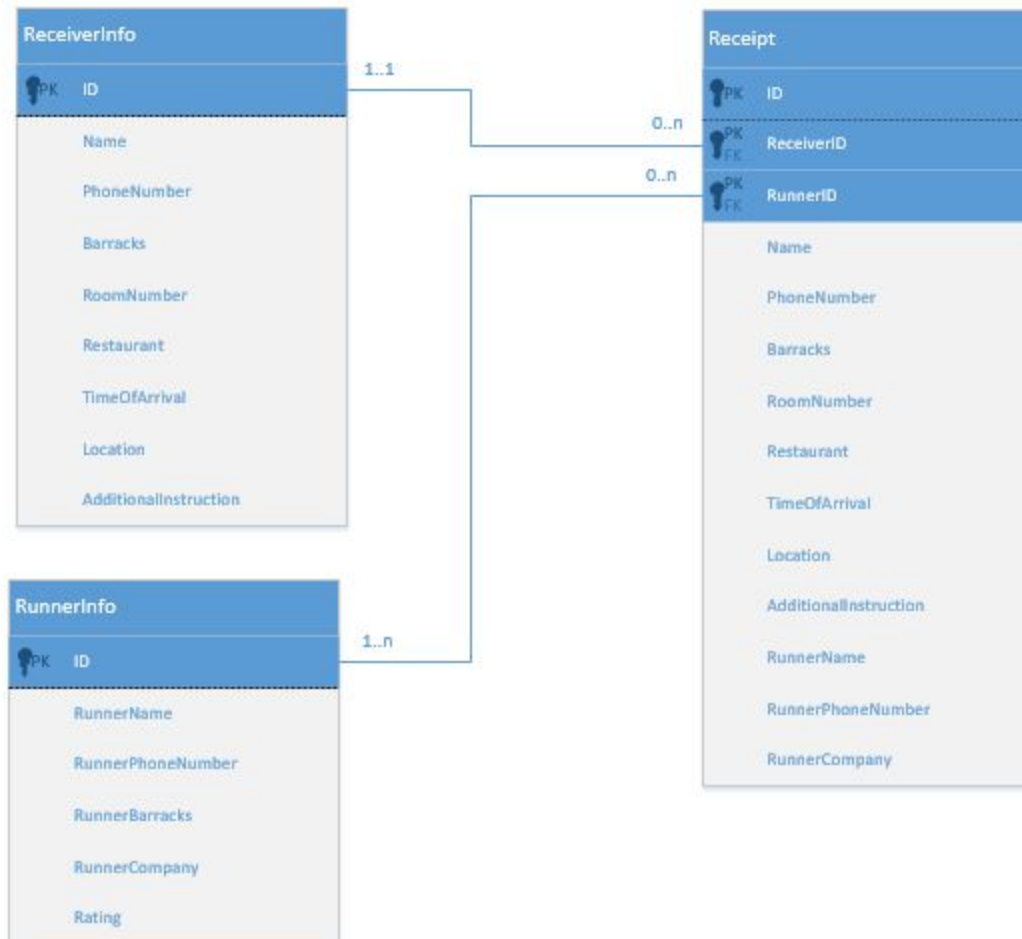 ReceiverInfo
PK ID
Name
PhoneNumber
Barracks
RoomNumber
Restaurant
TimeOfArrival
Location
AdditionalInstruction
1..1
0..n
0..n
1..n
RunnerInfo
PK ID
RunnerName
RunnerPhoneNumber
RunnerBarracks
RunnerCompany
Rating
Receipt
PK ID
PK
FK ReceiverID
PK
FK RunnerID
Name
PhoneNumber
Barracks
RoomNumber
Restaurant
TimeOfArrival
Location
AdditionalInstruction
RunnerName
RunnerPhoneNumber
RunnerCompany